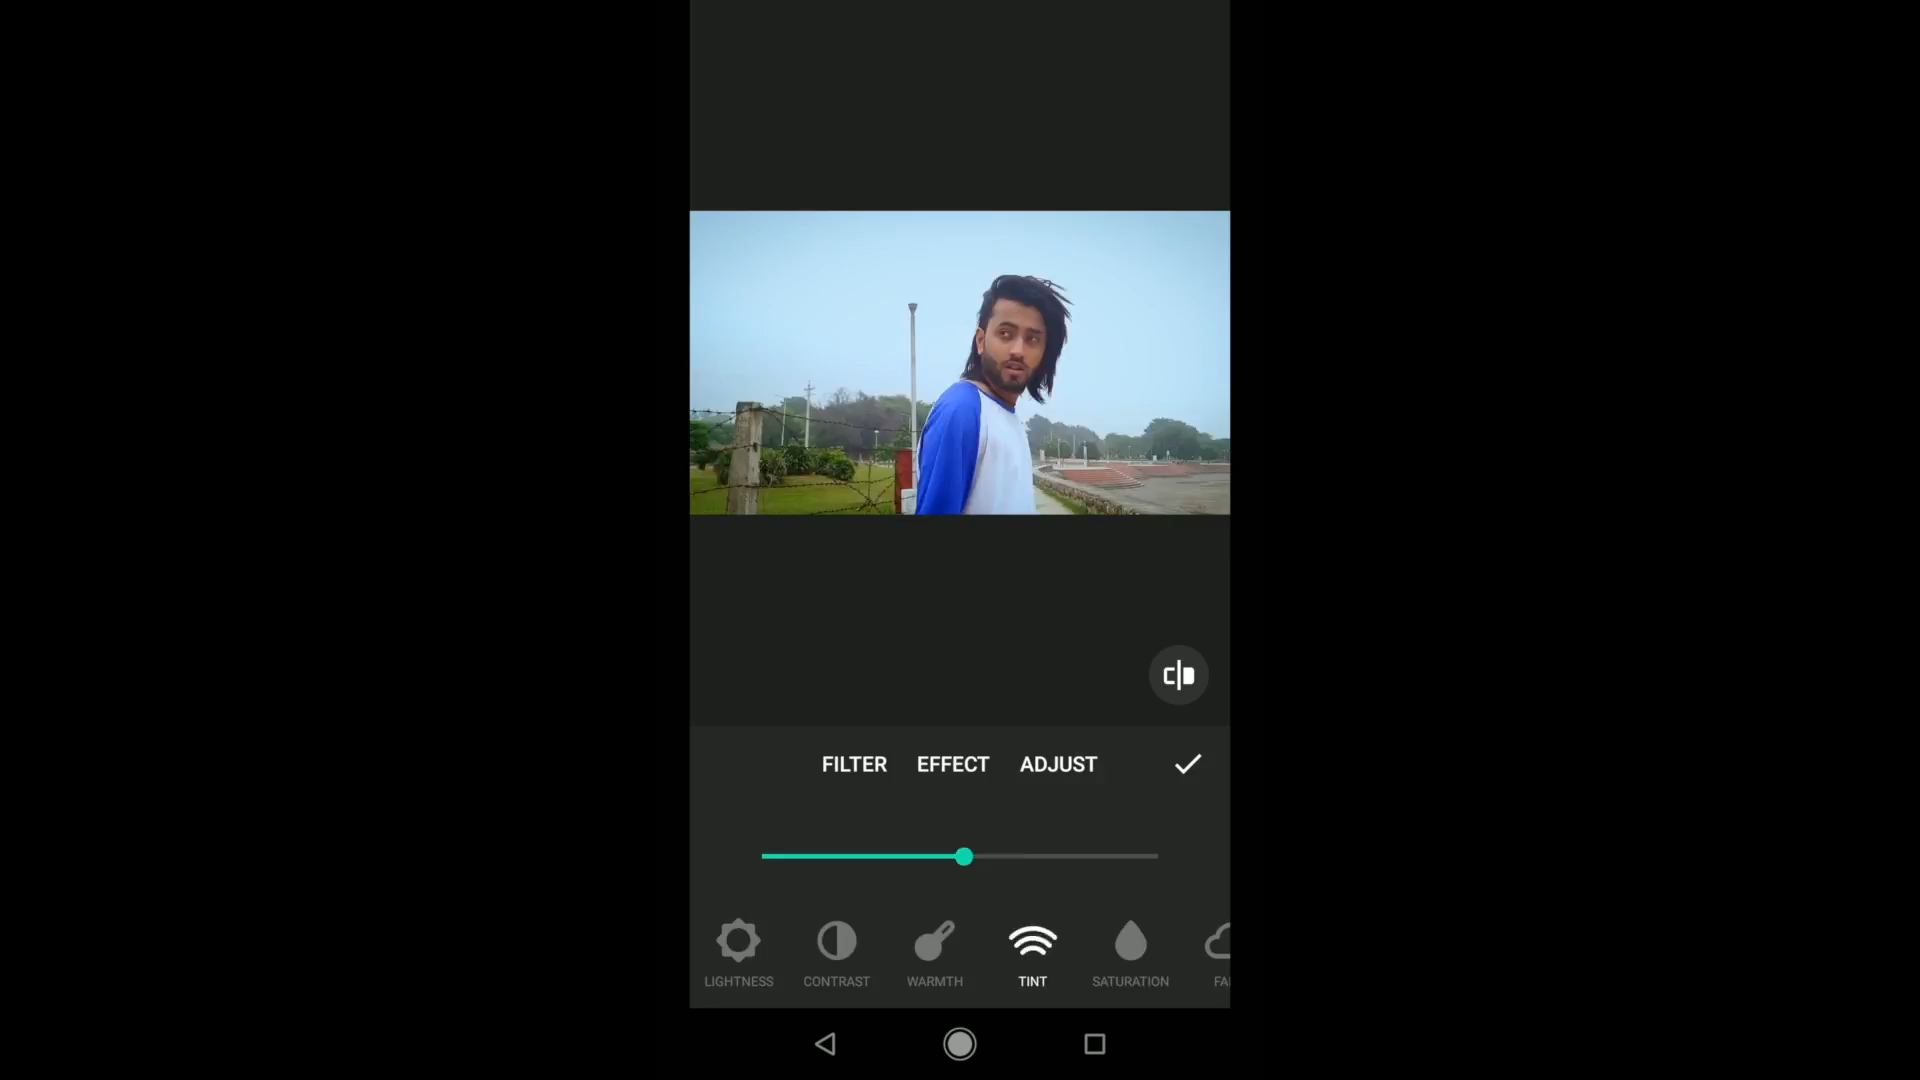 FILTER EFFECT ADJUST
LIGHTNESS CONTRAST WARMTH TINT SATURATION